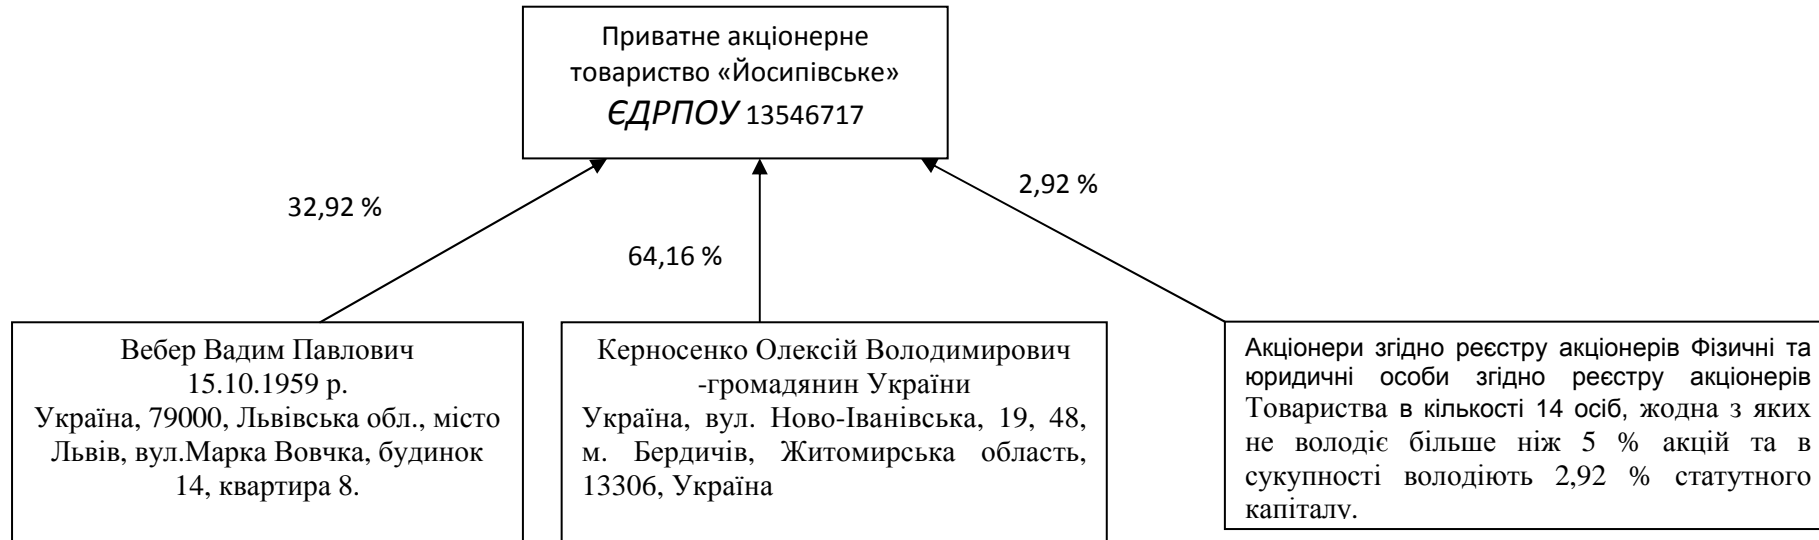 Приватне акціонерне
товариство «Йосипівське»
ЄДРПОУ 13546717
32,92 %
64,16 %
2,92 %
Вебер Вадим Павлович
15.10.1959 р.
Україна, 79000, Львівська обл., місто
Львів, вул.Марка Вовчка, будинок
14, квартира 8.
Керносенко Олексій Володимирович
-громадянин України
Україна, вул. Ново-Іванівська, 19, 48,
м. Бердичів, Житомирська область,
13306, Україна
Акціонери згідно реєстру акціонерів Фізичні та
юридичні особи згідно реєстру акціонерів
Товариства в кількості 14 осіб, жодна з яких
не володіє більше ніж 5 % акцій та в
сукупності володіють 2,92 % статутного
капіталу.